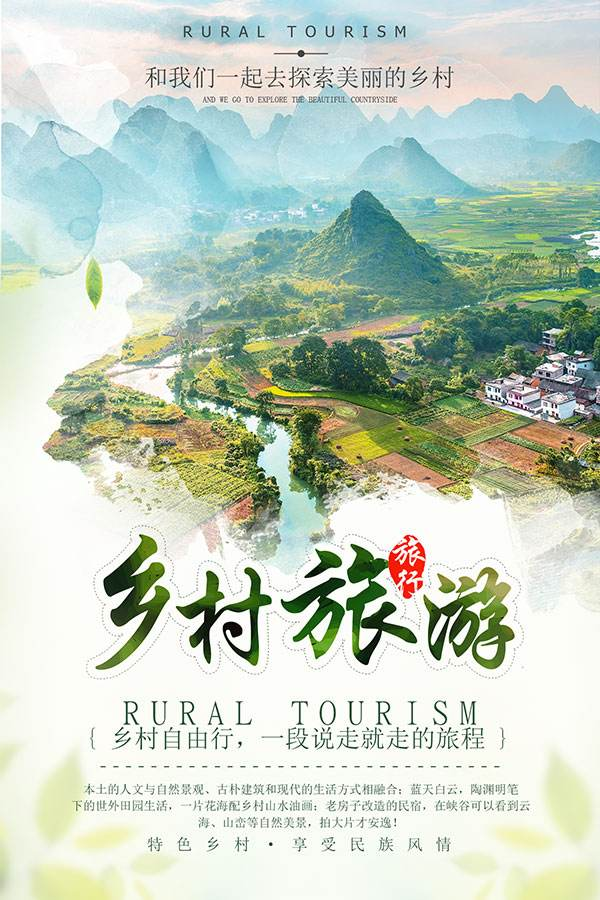 RURAL TOURISM
和我们一起去探索美丽的乡村
AND WE GO TO EXPLORE THE BEAUTIFUL COUNTRYSIDE
乡村旅游
旅行
RURAL TOURISM
{ 乡村自由行，一段说走就走的旅程 }
本土的人文与自然景观、古朴建筑和现代的生活方式相融合；蓝天白云，陶渊明笔
下的世外田园生活，一片花海配乡村山水油画；老房子改造的民宿，在峡谷可以看到云
海、山峦等自然美景，拍大片才安逸！
特色乡村·享受民族风情